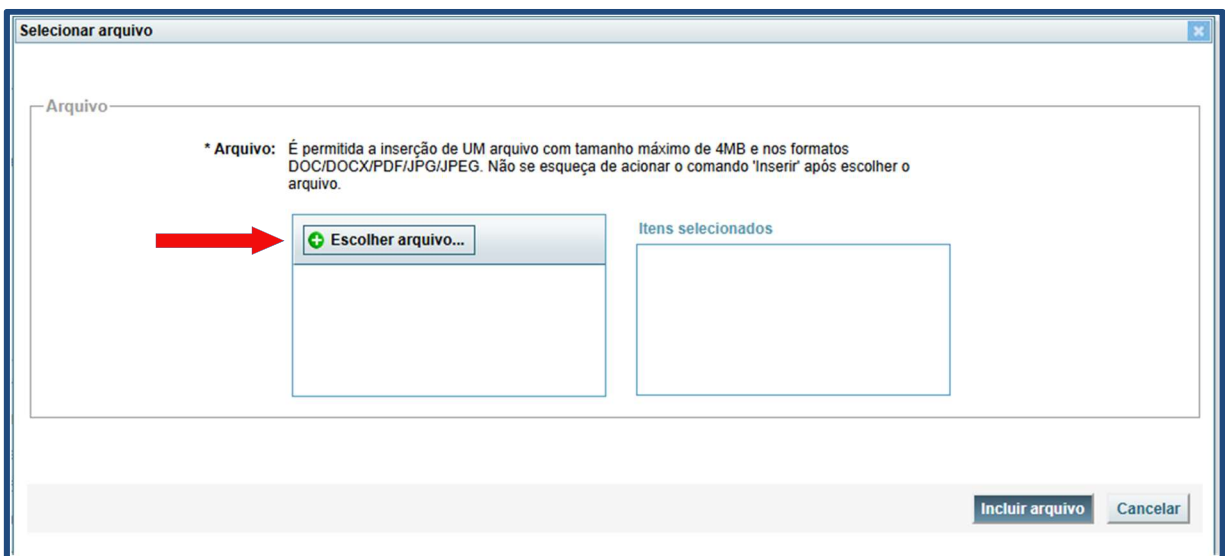 Selecionar arquivo
Arquivo
* Arquivo: É permitida a inserção de UM arquivo com tamanho máximo de 4MB e nos formatos
DOC/DOCX/PDF/JPG/JPEG. Não se esqueça de acionar o comando 'Inserir' após escolher o
arquivo.
Escolher arquivo...
Itens selecionados
Incluir arquivo
Cancelar